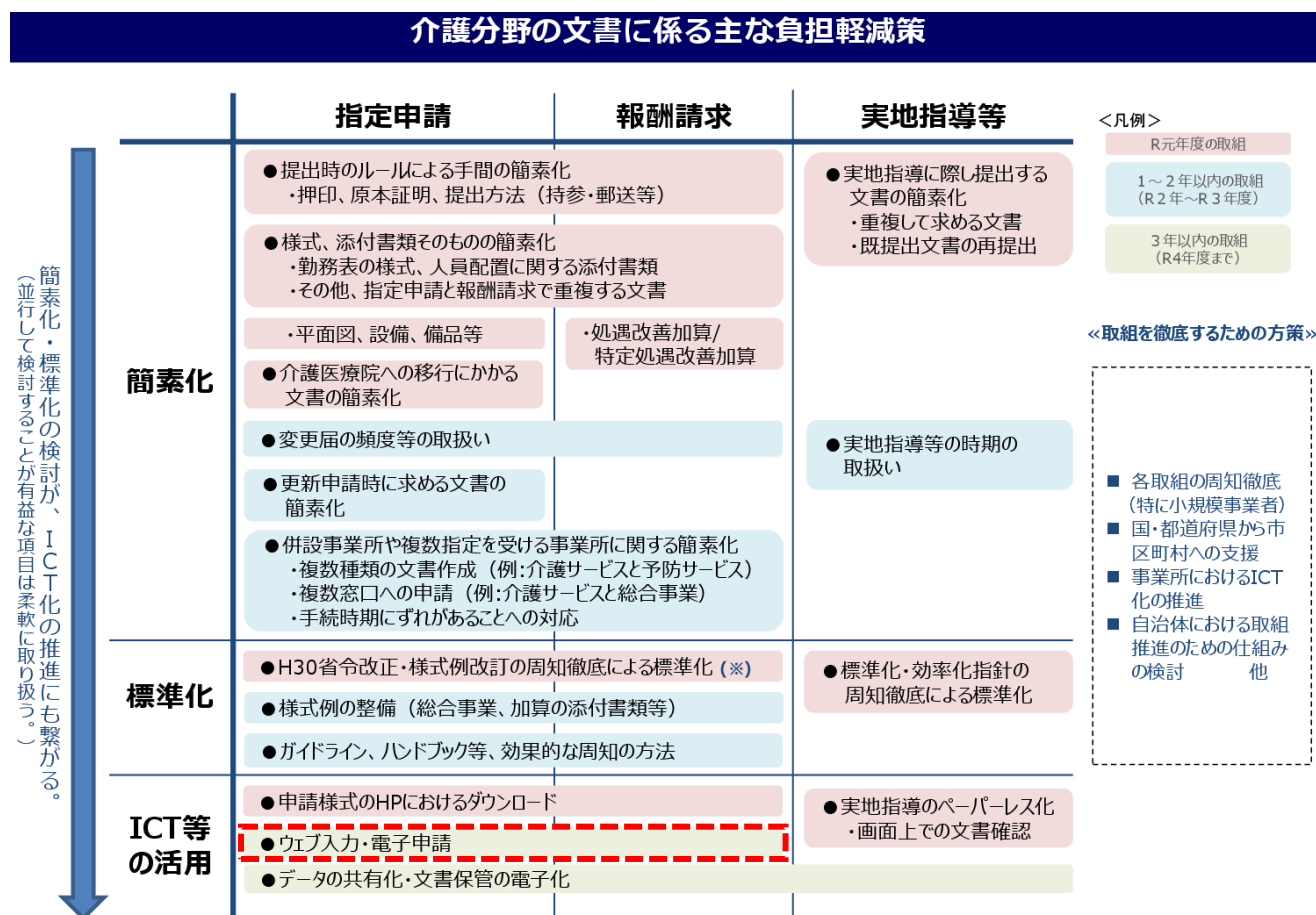 介護分野の文書に係る主な負担軽減策
指定申請
報酬請求
実地指導等
簡素化
●提出時のルールによる手間の簡素化
・押印、原本証明、提出方法（持参・郵送等）
●様式、添付書類そのものの簡素化
・勤務表の様式、人員配置に関する添付書類
・その他、指定申請と報酬請求で重複する文書
・平面図、設備、備品等
・処遇改善加算/
特定処遇改善加算
●介護医療院への移行にかかる
文書の簡素化
●変更届の頻度等の取扱い
●更新申請時に求める文書の
簡素化
●併設事業所や複数指定を受ける事業所に関する簡素化
・複数種類の文書作成（例：介護サービスと予防サービス）
・複数窓口への申請（例：介護サービスと総合事業）
・手続時期にずれがあることへの対応
●実地指導に際し提出する
文書の簡素化
・重複して求める文書
・既提出文書の再提出
●実地指導等の時期の
取扱い
標準化
●H30省令改正・様式例改訂の周知徹底による標準化（※）
●様式例の整備（総合事業、加算の添付書類等）
●ガイドライン、ハンドブック等、効果的な周知の方法
●標準化・効率化指針の
周知徹底による標準化
ICT等
の活用
●申請様式のHPにおけるダウンロード
●ウェブ入力・電子申請
●データの共有化・文書保管の電子化
●実地指導のペーパーレス化
・画面上での文書確認
簡素化・標準化の検討が、ICT化の推進にも繋がる。
（並行して検討することが有益な項目は柔軟に取り扱う。）
＜凡例＞
R元年度の取組
1～2年以内の取組
（R2年～R3年度）
3年以内の取組
（R4年度まで）
≪取組を徹底するための方策≫
■ 各取組の周知徹底
（特に小規模事業者）
■ 国・都道府県から市
区町村への支援
■ 事業所におけるICT
化の推進
■ 自治体における取組
推進のための仕組み
の検討　他